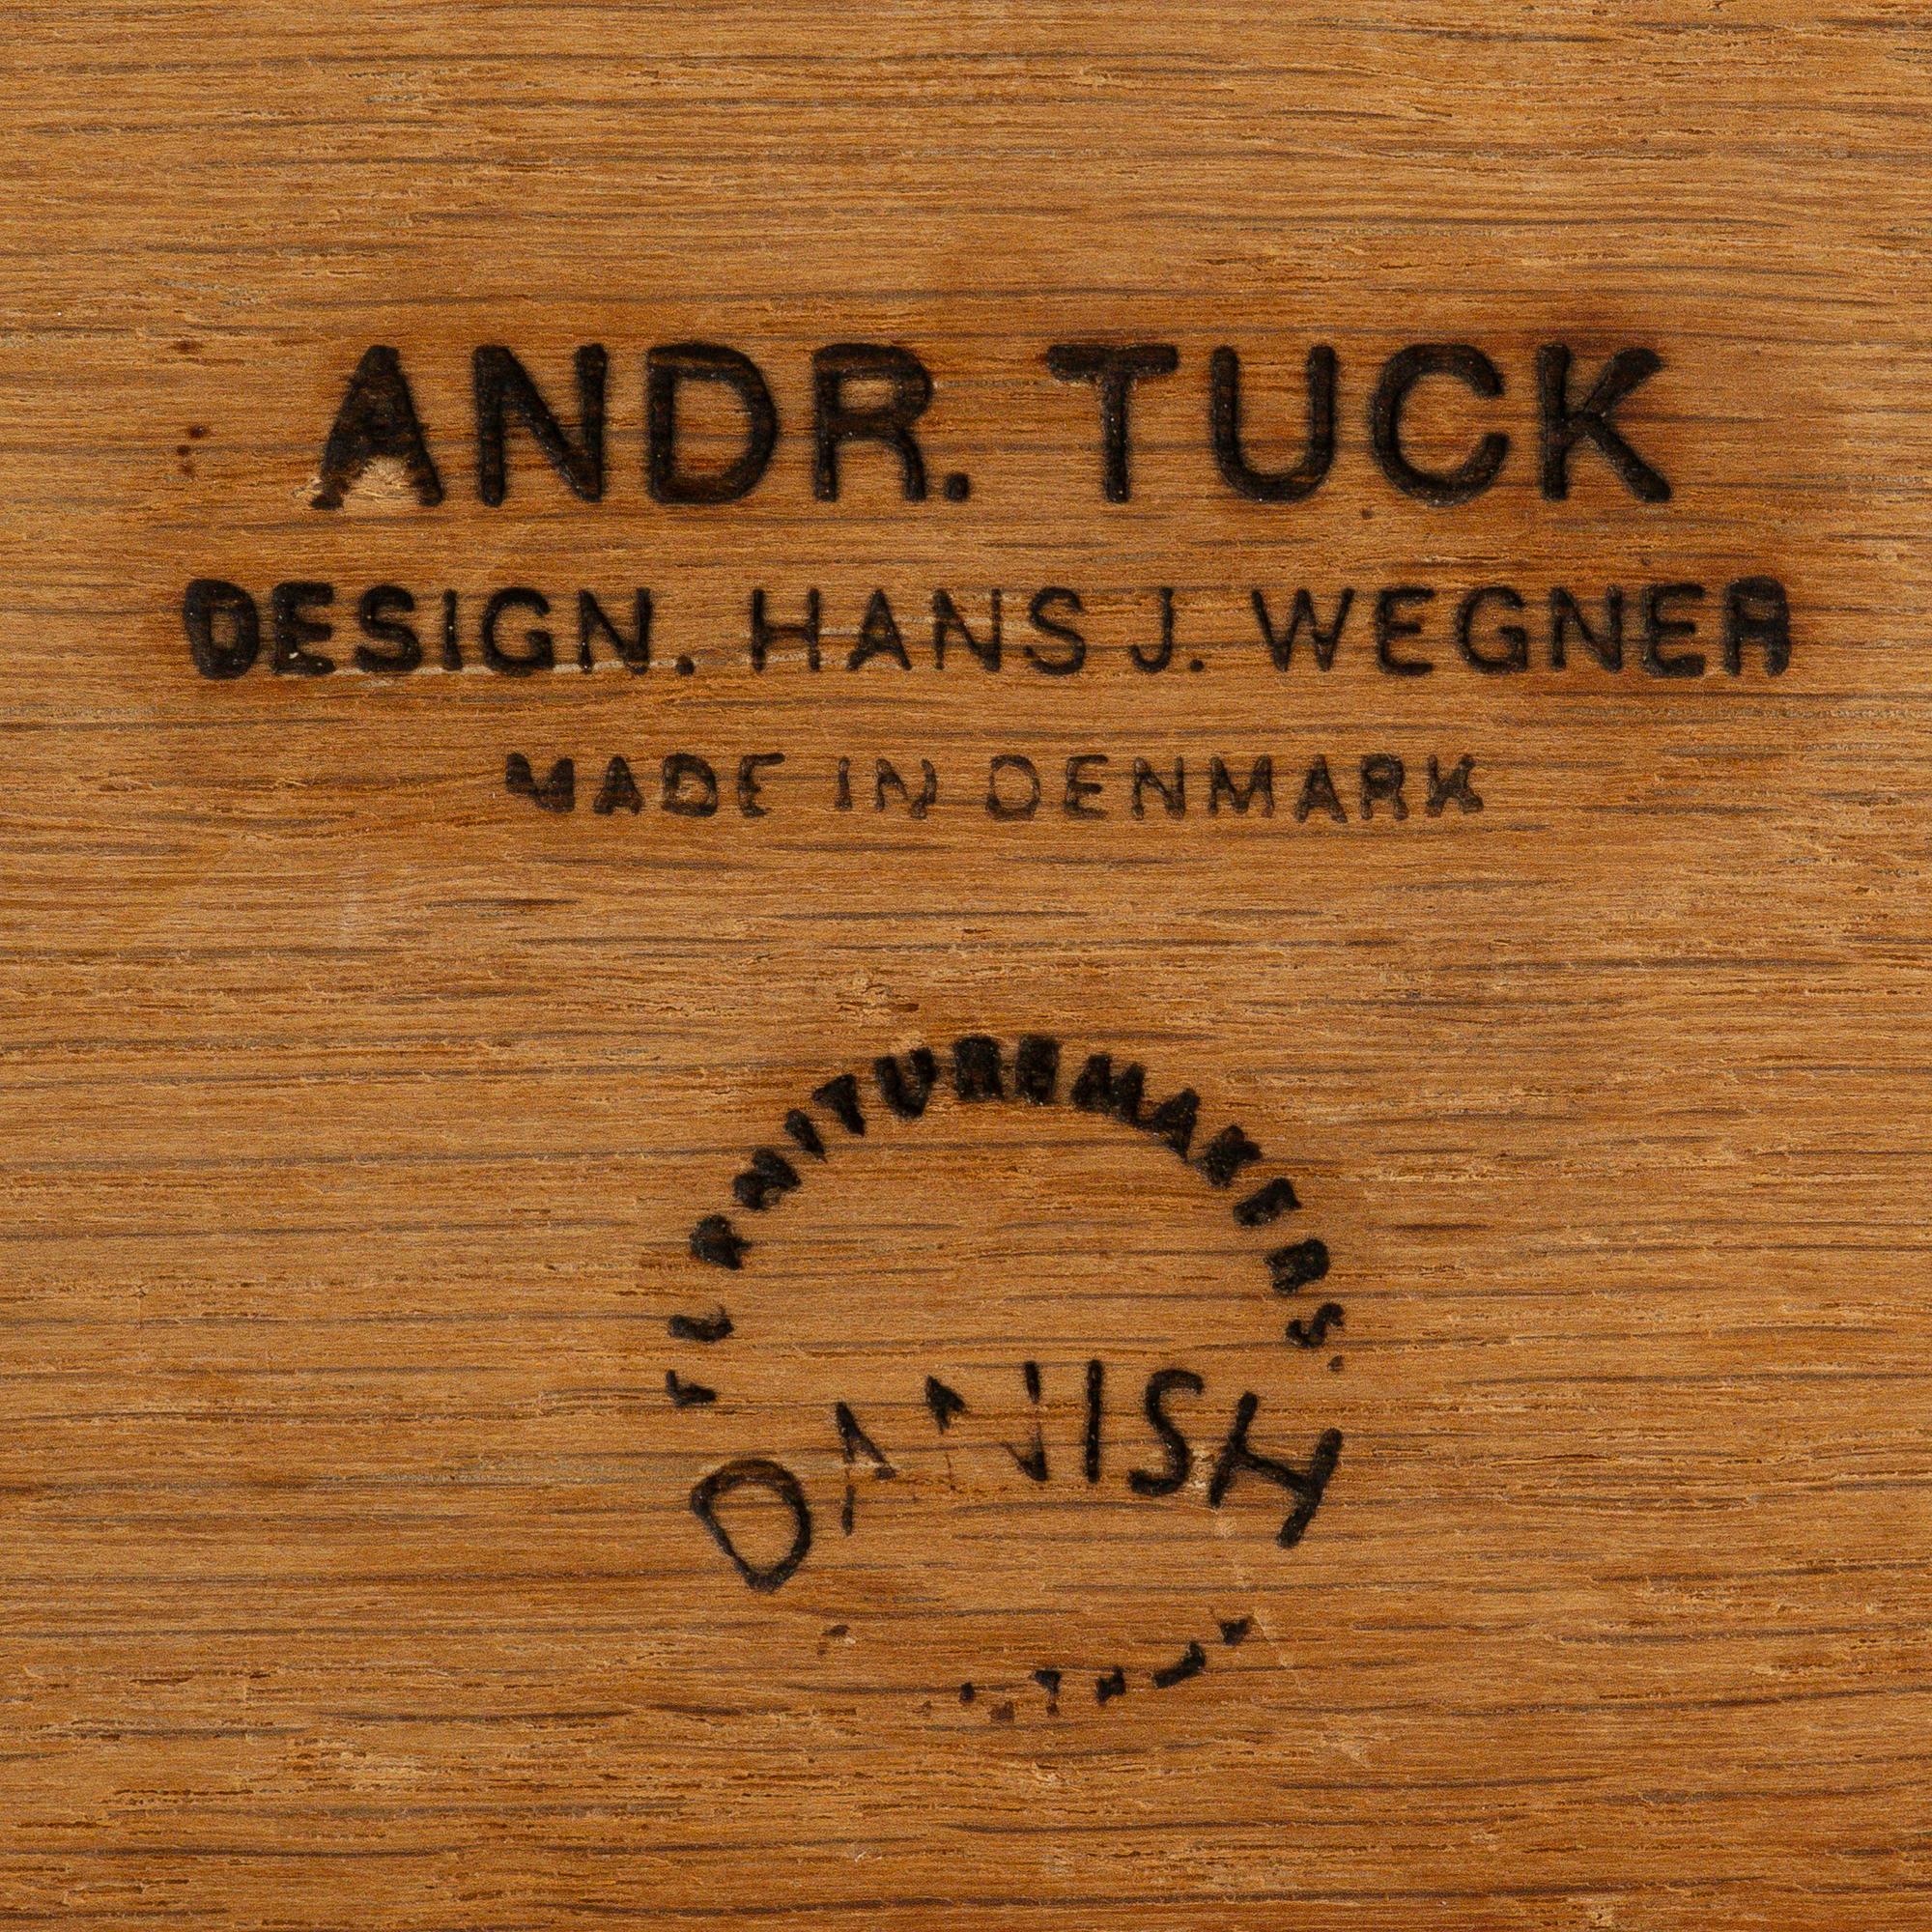 ANDR. TUCK
DESIGN. HANS J. WEGNER
MADE IN DENMARK
FURNITUREMAKERS
DANISH